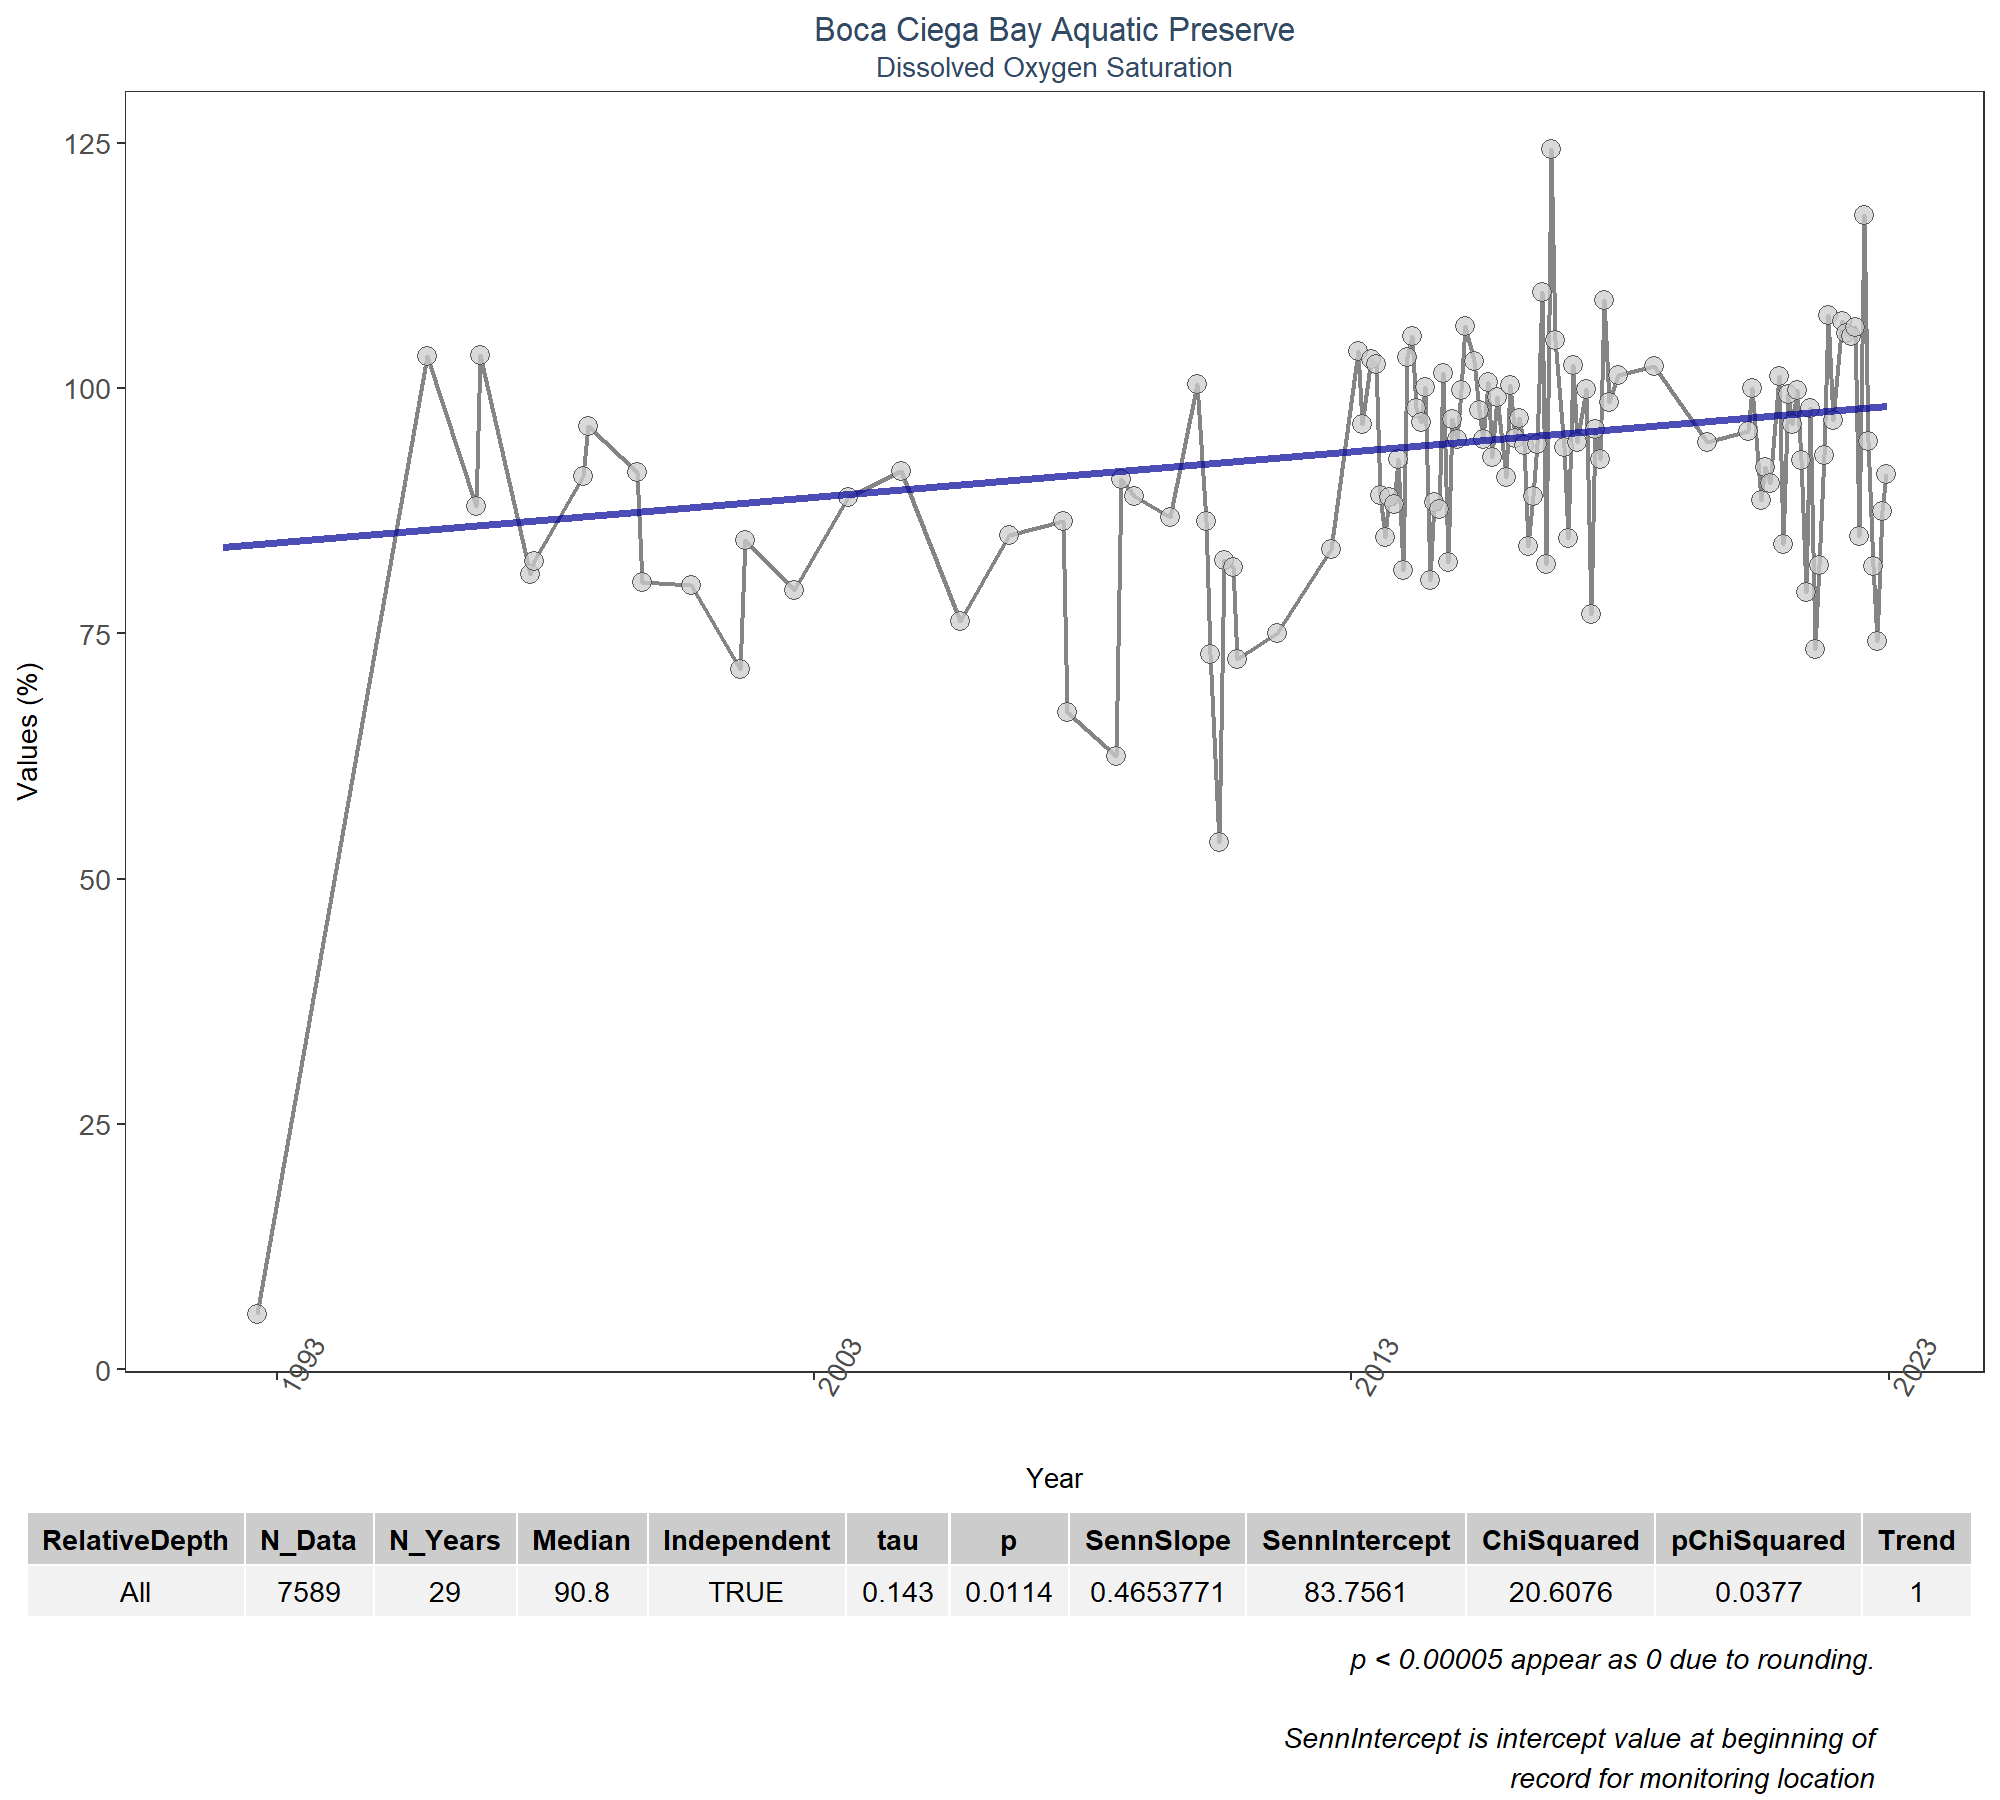 Boca Ciega Bay Aquatic Preserve
Dissolved Oxygen Saturation
125
100
75
50
25
0
Values (%)
1993 2003 2013 2023
Year
RelativeDepth N_Data N_Years Median Independent tau p SennSlope SennIntercept ChiSquared pChiSquared Trend
All 7589 29 90.8 TRUE 0.143 0.0114 0.4653771 83.7561 20.6076 0.0377 1
p < 0.00005 appear as 0 due to rounding.
SennIntercept is intercept value at beginning of
record for monitoring location